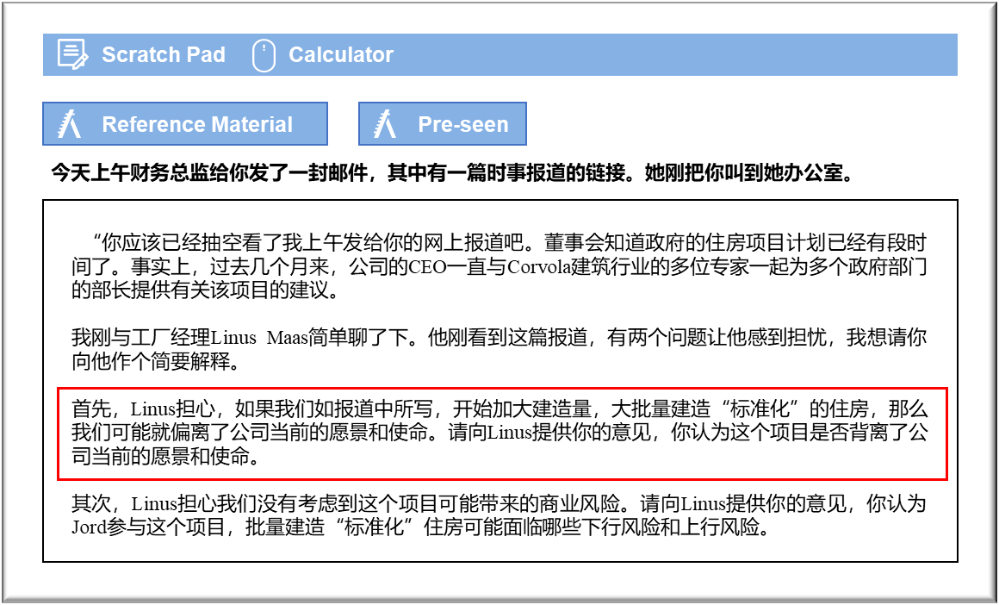 Scratch Pad Calculator
Reference Material Pre-seen
今天上午财务总监给你发了一封邮件，其中有一篇时事报道的链接。她刚把你叫到她办公室。
“你应该已经抽空看了我上午发给你的网上报道吧。董事会知道政府的住房项目计划已经有段时
间了。事实上，过去几个月来，公司的CEO一直与Corvola建筑行业的多位专家一起为多个政府部门
的部长提供有关该项目的建议。
我刚与工厂经理Linus Maas简单聊了下。他刚看到这篇报道，有两个问题让他感到担忧，我想请你
向他作个简要解释。
首先，Linus担心，如果我们如报道中所写，开始加大建造量，大批量建造“标准化”的住房，那么
我们可能就偏离了公司当前的愿景和使命。请向Linus提供你的意见，你认为这个项目是否背离了公
司当前的愿景和使命。
其次，Linus担心我们没有考虑到这个项目可能带来的商业风险。请向Linus提供你的意见，你认为
Jord参与这个项目，批量建造“标准化”住房可能面临哪些下行风险和上行风险。